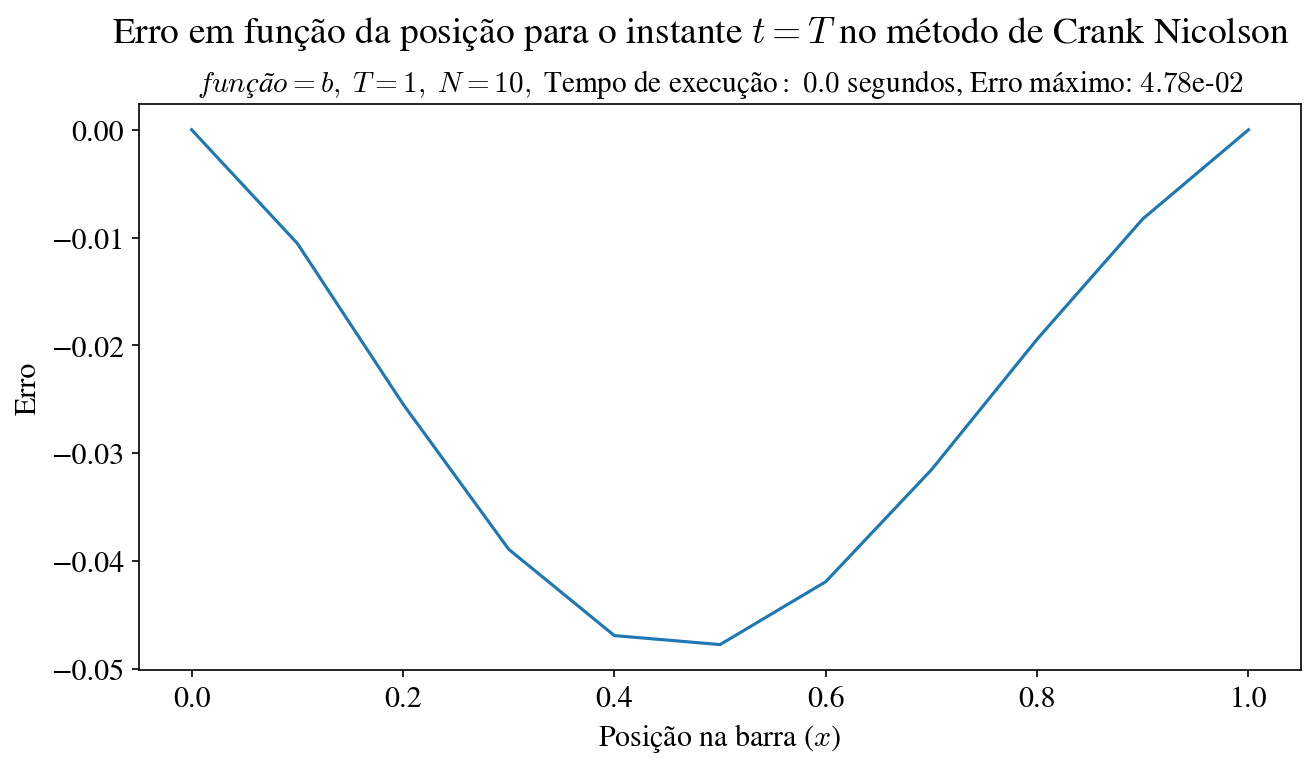 Erro em função da posição para o instante t = T no método de Crank Nicolson
função = b, T = 1, N = 10, Tempo de execução : 0.0 segundos, Erro máximo: 4.78e-02
0.00
−0.01
−0.02
−0.03
−0.04
−0.05
Erro
0.0 0.2 0.4 0.6 0.8 1.0
Posição na barra (x)